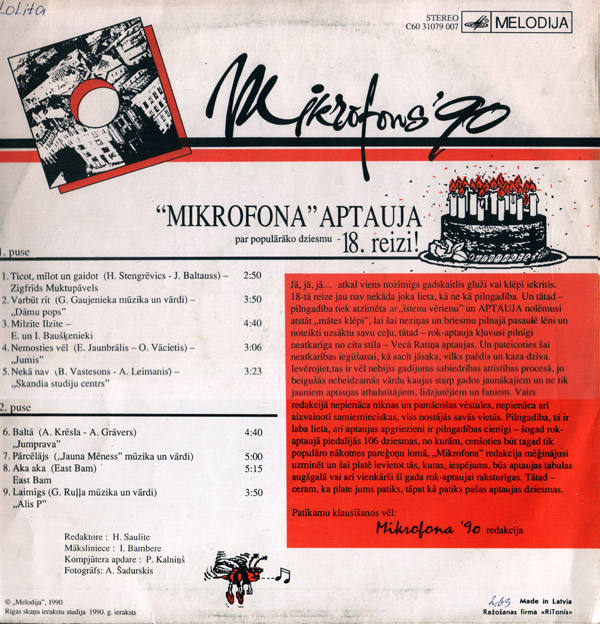 Lolita
STEREO
C60 31079 007
MELODIJA
Mikrofons '90
“MIKROFONA” APTAUJA
par populārāko dziesmu 18. reizi!
1. puse
1. Ticot, mīlot un gaidot (H. Stengrēvics - J. Baltauss) – 2:50
Zigfrīds Muktupāvels
2. Varbūt rīt (G. Gaujenieka mūzika un vārdi) – 3:50
„Dāmu pops”
3. Milzīte Ilzīte – 4:40
E. un I. Baušķenieki
4. Nemosties vēl (E. Jaunbrālis – O. Vācietis) – 3:06
„Jumis”
5. Nekā nav (B. Vastesons - A. Leimanis) – 3:23
„Skandia studiju centrs”
2. puse
6. Baltā (A. Krēsla - A. Grāvers) 4:40
„Jumprava”
7. Pārcēlājs („Jauna Mēness” mūzika un vārdi) 5:00
8. Aka aka (East Bam) 5:15
East Bam
9. Laimīgs (G. Ruļļa mūzika un vārdi) 3:50
„Alis P”
Jā, jā, jā… atkal viens nozīmīgs gadskaitlis gluži vai klēpī iekritis.
18-tā reize jau nav nekāda joka lieta, kā ne kā pilngadība. Un tātad –
pilngadība tiek atzīmēta ar „īstenu vērienu” un APTAUJA nolēmusi
atstāt „mātes klēpi”, lai šai neziņas un briesmu pilnajā pasaulē lēni un
noteikti uzsāktu savu ceļu, tātad – rok-aptauja kļuvusi pilnīgi
neatkarīga no cita stila – Vecā Ratiņa aptaujas. Un pateicoties šai
neatkarības iegūšanai, kā sacīt jāsaka, vilks paēdis un kaza dzīva.
Ievērojiet,tas ir vēl nebijis gadījums sabiedrības attīstības procesā, jo
beigušās nebeidzamās vārdu kaujas starp gados jaunākajiem un ne tik
jauniem aptaujas atbalstītājiem, līdzjutējiem un faniem. Vairs
redakcijā nepienāca niknas un pamācošas vēstules, nepienāca arī
aizvainoti samiernieciskas, viss nostājās savās vietās. Pilngadība, tā ir
laba lieta, arī aptaujas apgriezieni ir pilngadības cienīgi – šogad rok-
aptaujā piedalījās 106 dziesmas, no kurām, cenšoties būt tagad tik
populāro nākotnes pareģoņu lomā, „Mikrofona” redakcija mēģinājusi
uzminēt un šai platē ievietot tās, kuras, iespējams, būs aptaujas tabulas
augšgalā vai arī vienkārši šī gada rok-aptaujai raksturīgas. Tātad –
ceram, ka plate jums patiks, tāpat kā patiks pašas aptaujas dziesmas.
Patīkamu klausīšanos vēl:
Mikrofona '90 redakcija
Redaktore : H. Saulīte
Māksliniece : I. Bambere
Kompjūtera apdare : P. Kalniņš
Fotogrāfs: A. Šadurskis
© „Melodija”, 1990
Rīgas skaņu ierakstu studija 1990. g. ieraksts
Made in Latvia
Ražošanas firma «RiTonis»